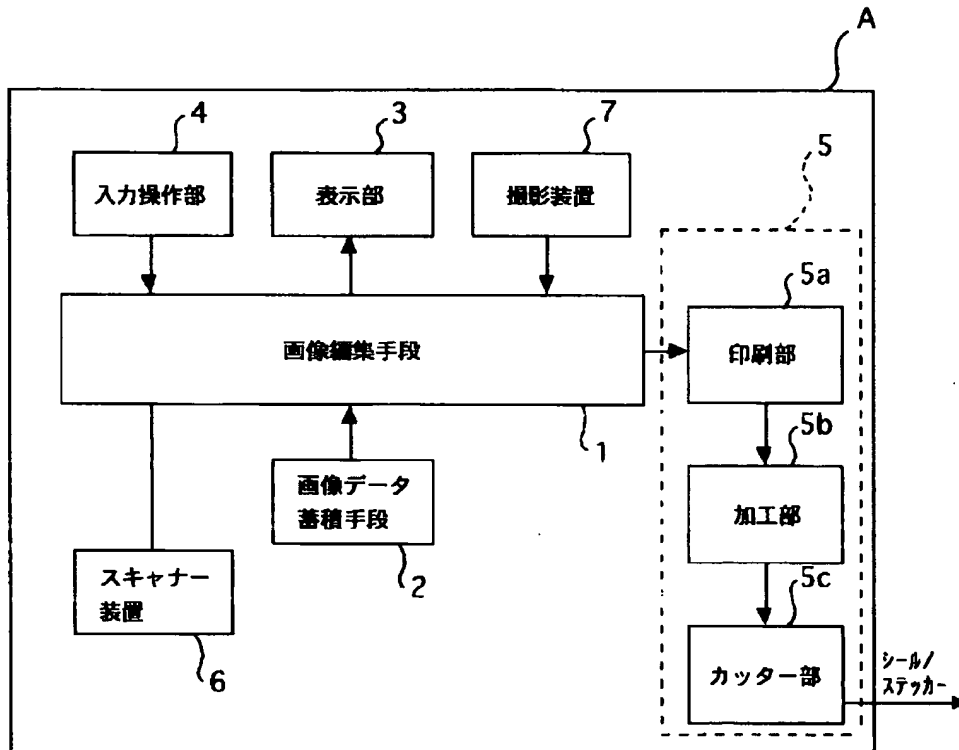 A
4
3
7
5
入力操作部
表示部
撮影装置
5a
画像編集手段
印刷部
1
5b
画像データ
蓄積手段
加工部
2
スキャナー
装置
5c
6
カッター部
シール/
ステッカー